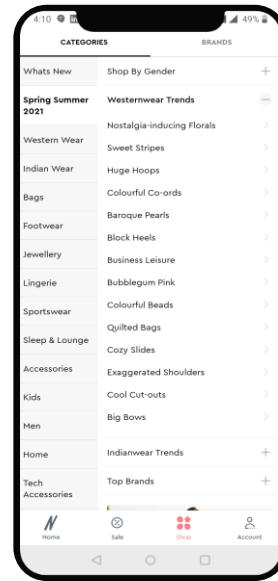 4:10
49%
CATEGORIES
BRANDS
Whats New
Spring Summer
2021
Western Wear
Indian Wear
Bags
Footwear
Jewellery
Lingerie
Sportswear
Sleep & Lounge
Accessories
Kids
Men
Home
Tech
Accessories
Shop By Gender
Westernwear Trends
Nostalgia-inducing Florals
Sweet Stripes
Huge Hoops
Colourful Co-ords
Baroque Pearls
Block Heels
Business Leisure
Bubblegum Pink
Colourful Beads
Quilted Bags
Cozy Slides
Exaggerated Shoulders
Cool Cut-outs
Big Bows
Indianwear Trends
Top Brands
Home
Sale
Shop
Account